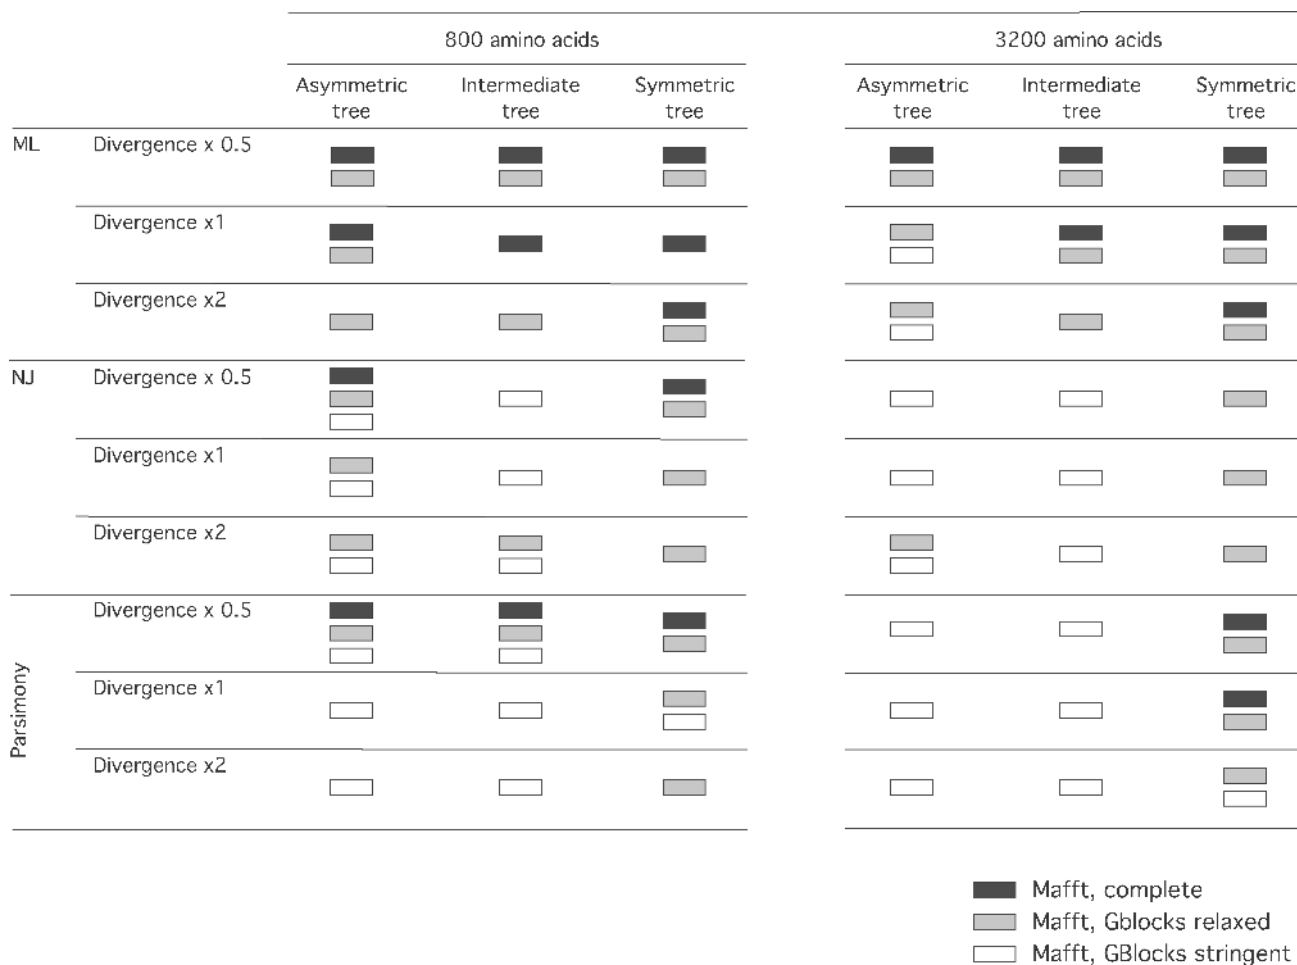 800 amino acids
3200 amino acids
Asymmetric tree
Intermediate tree
Symmetric tree
Asymmetric tree
Intermediate tree
Symmetric tree
ML
Divergence x 0.5
Divergence x1
Divergence x2
NJ
Divergence x 0.5
Divergence x1
Divergence x2
Parsimony
Divergence x 0.5
Divergence x1
Divergence x2
Mafft, complete
Mafft, Gblocks relaxed
Mafft, GBlocks stringent